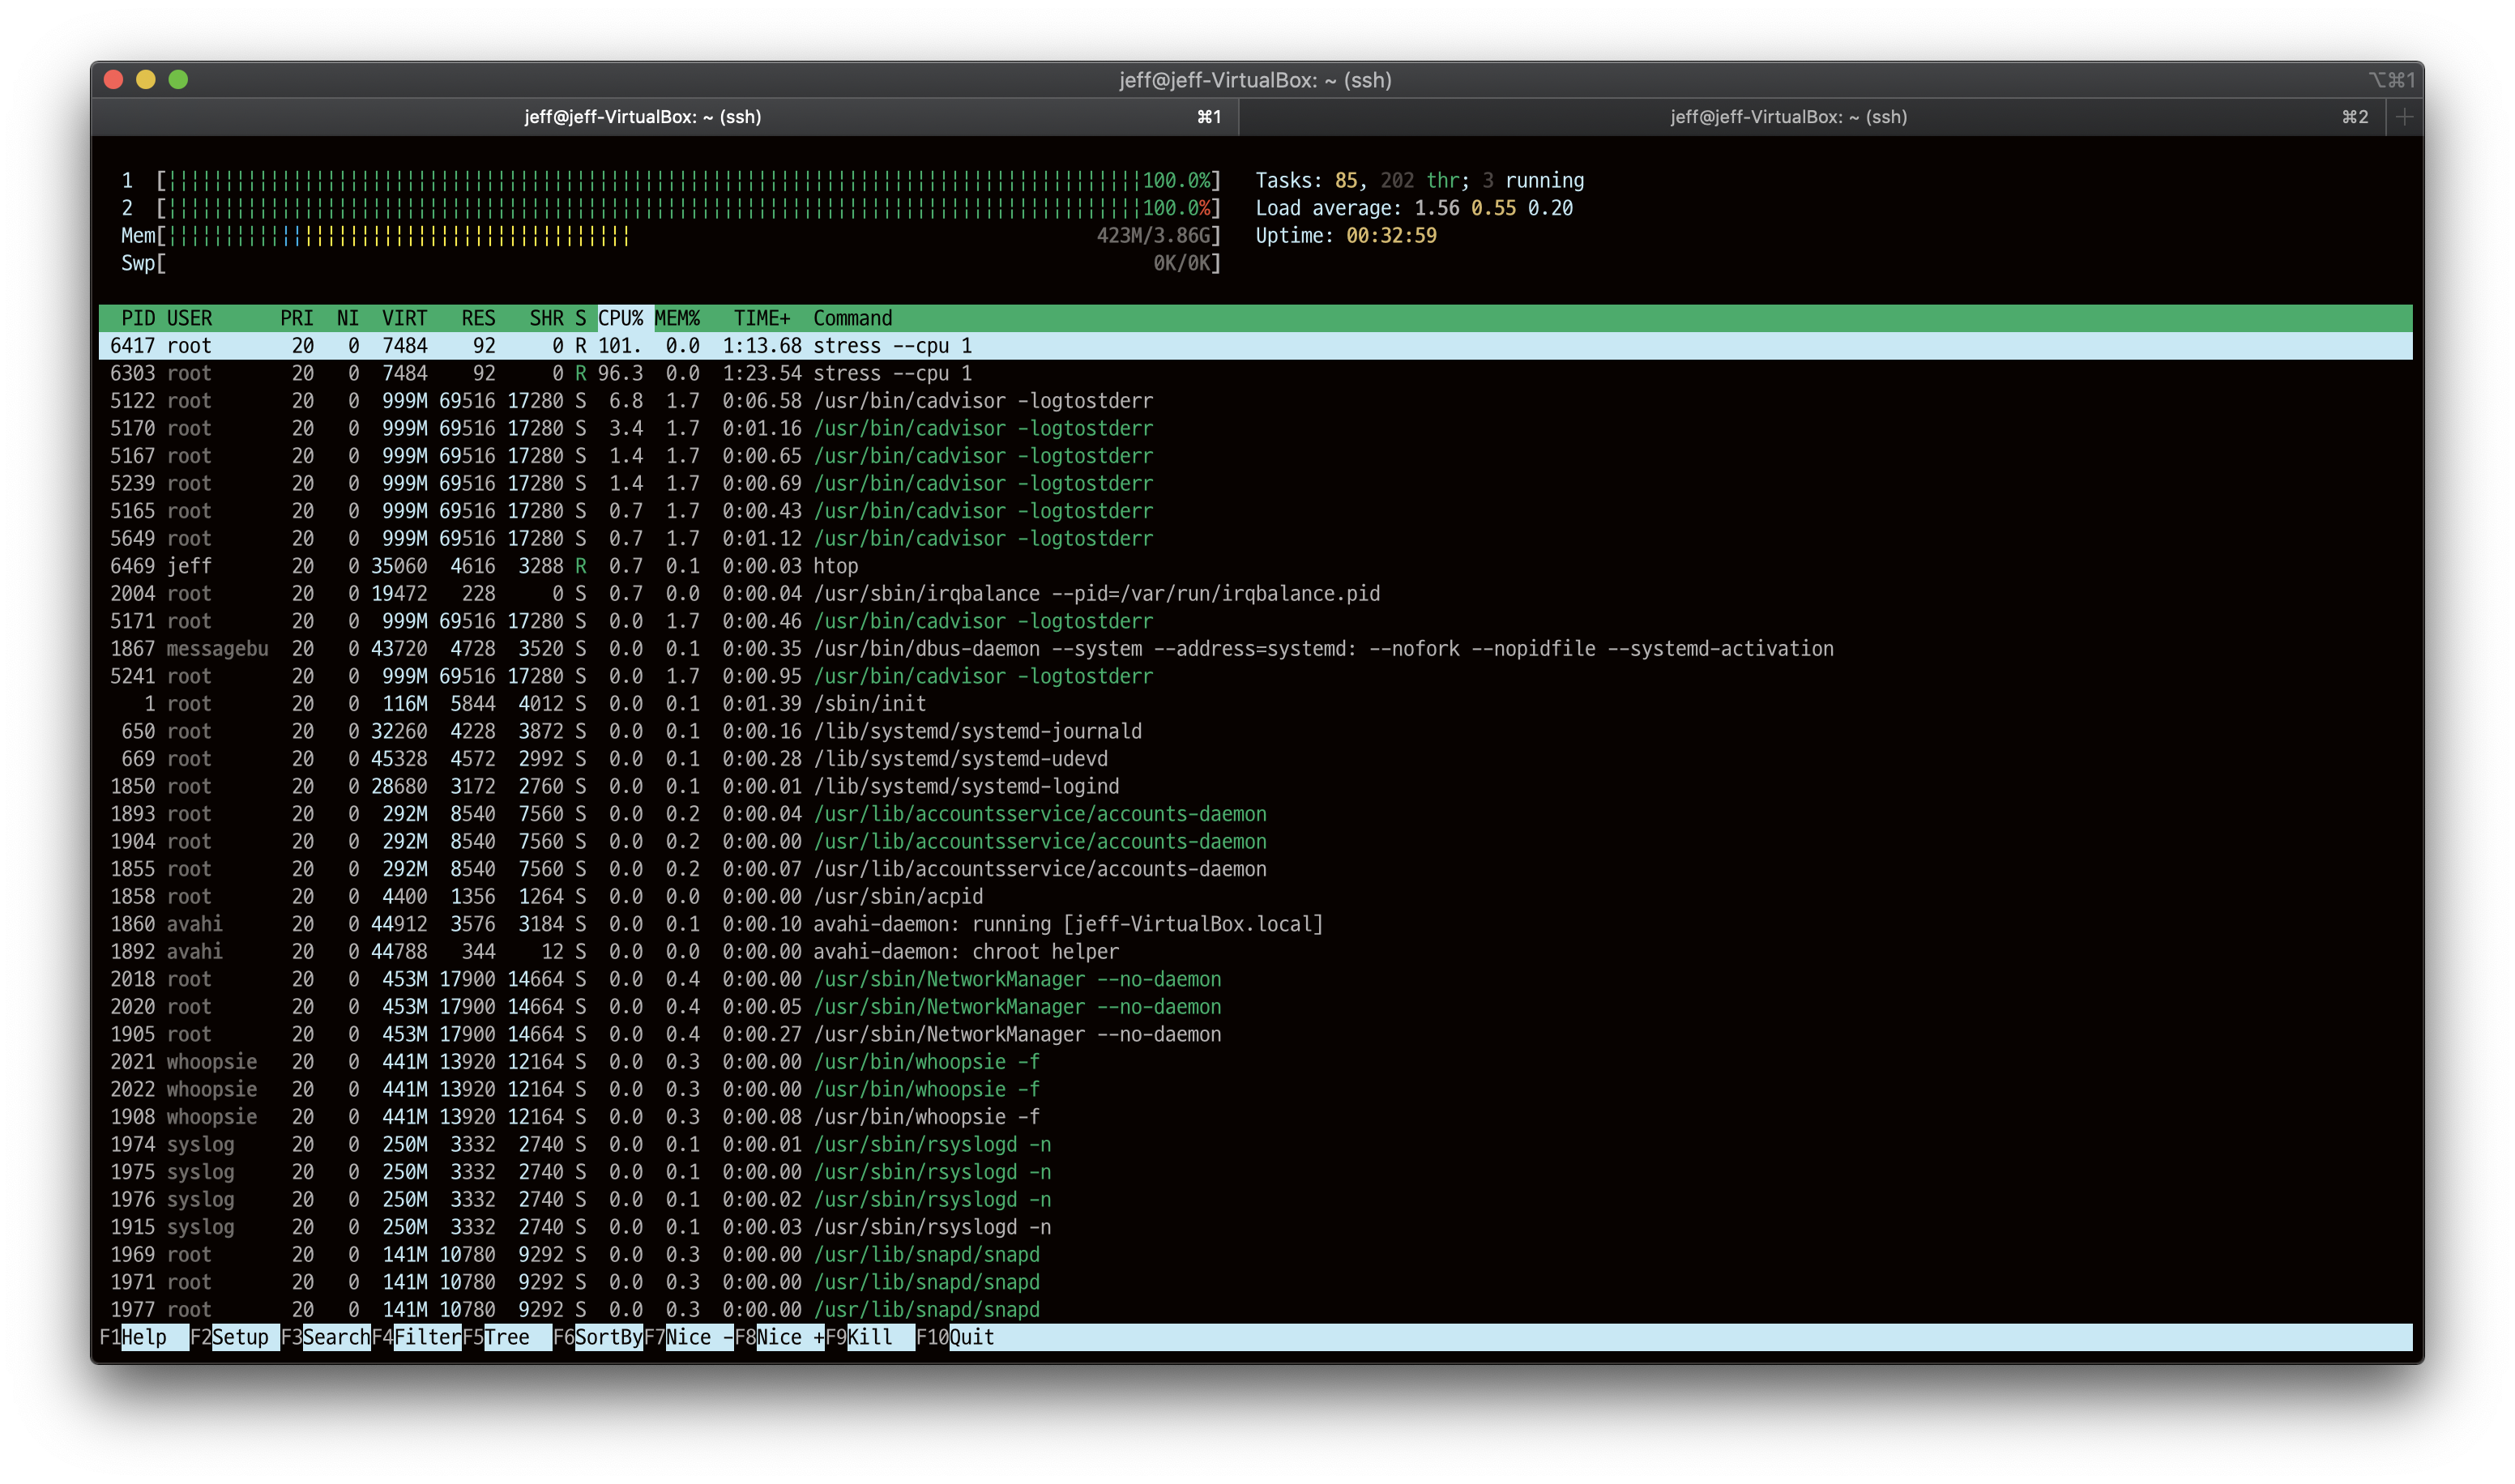 jeff@jeff-VirtualBox: ~ (ssh) ⌥⌘1
jeff@jeff-VirtualBox: ~ (ssh) ⌘1 jeff@jeff-VirtualBox: ~ (ssh) ⌘2 +
1 [||||||||||||||||||||||||||||||||||||||||||||||||||||||||||||||||||||||||||||||||||||||100.0%] Tasks: 85, 202 thr; 3 running
2 [||||||||||||||||||||||||||||||||||||||||||||||||||||||||||||||||||||||||||||||||||||||100.0%] Load average: 1.56 0.55 0.20
Mem[||||||||||||||||||||||||||||||||||||||||| 423M/3.86G] Uptime: 00:32:59
Swp[ 0K/0K]
PID USER PRI NI VIRT RES SHR S CPU% MEM% TIME+ Command
6417 root 20 0 7484 92 0 R 101. 0.0 1:13.68 stress --cpu 1
6303 root 20 0 7484 92 0 R 96.3 0.0 1:23.54 stress --cpu 1
5122 root 20 0 999M 69516 17280 S 6.8 1.7 0:06.58 /usr/bin/cadvisor -logtostderr
5170 root 20 0 999M 69516 17280 S 3.4 1.7 0:01.16 /usr/bin/cadvisor -logtostderr
5167 root 20 0 999M 69516 17280 S 1.4 1.7 0:00.65 /usr/bin/cadvisor -logtostderr
5239 root 20 0 999M 69516 17280 S 1.4 1.7 0:00.69 /usr/bin/cadvisor -logtostderr
5165 root 20 0 999M 69516 17280 S 0.7 1.7 0:00.43 /usr/bin/cadvisor -logtostderr
5649 root 20 0 999M 69516 17280 S 0.7 1.7 0:01.12 /usr/bin/cadvisor -logtostderr
6469 jeff 20 0 35060 4616 3288 R 0.7 0.1 0:00.03 htop
2004 root 20 0 19472 228 0 S 0.7 0.0 0:00.04 /usr/sbin/irqbalance --pid=/var/run/irqbalance.pid
5171 root 20 0 999M 69516 17280 S 0.0 1.7 0:00.46 /usr/bin/cadvisor -logtostderr
1867 messagebu 20 0 43720 4728 3520 S 0.0 0.1 0:00.35 /usr/bin/dbus-daemon --system --address=systemd: --nofork --nopidfile --systemd-activation
5241 root 20 0 999M 69516 17280 S 0.0 1.7 0:00.95 /usr/bin/cadvisor -logtostderr
1 root 20 0 116M 5844 4012 S 0.0 0.1 0:01.39 /sbin/init
650 root 20 0 32260 4228 3872 S 0.0 0.1 0:00.16 /lib/systemd/systemd-journald
669 root 20 0 45328 4572 2992 S 0.0 0.1 0:00.28 /lib/systemd/systemd-udevd
1850 root 20 0 28680 3172 2760 S 0.0 0.1 0:00.01 /lib/systemd/systemd-logind
1893 root 20 0 292M 8540 7560 S 0.0 0.2 0:00.04 /usr/lib/accountsservice/accounts-daemon
1904 root 20 0 292M 8540 7560 S 0.0 0.2 0:00.00 /usr/lib/accountsservice/accounts-daemon
1855 root 20 0 292M 8540 7560 S 0.0 0.2 0:00.07 /usr/lib/accountsservice/accounts-daemon
1858 root 20 0 4400 1356 1264 S 0.0 0.0 0:00.00 /usr/sbin/acpid
1860 avahi 20 0 44912 3576 3184 S 0.0 0.1 0:00.10 avahi-daemon: running [jeff-VirtualBox.local]
1892 avahi 20 0 44788 344 12 S 0.0 0.0 0:00.00 avahi-daemon: chroot helper
2018 root 20 0 453M 17900 14664 S 0.0 0.4 0:00.00 /usr/sbin/NetworkManager --no-daemon
2020 root 20 0 453M 17900 14664 S 0.0 0.4 0:00.05 /usr/sbin/NetworkManager --no-daemon
1905 root 20 0 453M 17900 14664 S 0.0 0.4 0:00.27 /usr/sbin/NetworkManager --no-daemon
2021 whoopsie 20 0 441M 13920 12164 S 0.0 0.3 0:00.00 /usr/bin/whoopsie -f
2022 whoopsie 20 0 441M 13920 12164 S 0.0 0.3 0:00.00 /usr/bin/whoopsie -f
1908 whoopsie 20 0 441M 13920 12164 S 0.0 0.3 0:00.08 /usr/bin/whoopsie -f
1974 syslog 20 0 250M 3332 2740 S 0.0 0.1 0:00.01 /usr/sbin/rsyslogd -n
1975 syslog 20 0 250M 3332 2740 S 0.0 0.1 0:00.00 /usr/sbin/rsyslogd -n
1976 syslog 20 0 250M 3332 2740 S 0.0 0.1 0:00.02 /usr/sbin/rsyslogd -n
1915 syslog 20 0 250M 3332 2740 S 0.0 0.1 0:00.03 /usr/sbin/rsyslogd -n
1969 root 20 0 141M 10780 9292 S 0.0 0.3 0:00.00 /usr/lib/snapd/snapd
1971 root 20 0 141M 10780 9292 S 0.0 0.3 0:00.00 /usr/lib/snapd/snapd
1977 root 20 0 141M 10780 9292 S 0.0 0.3 0:00.00 /usr/lib/snapd/snapd
F1Help F2Setup F3SearchF4FilterF5Tree F6SortByF7Nice -F8Nice +F9Kill F10Quit